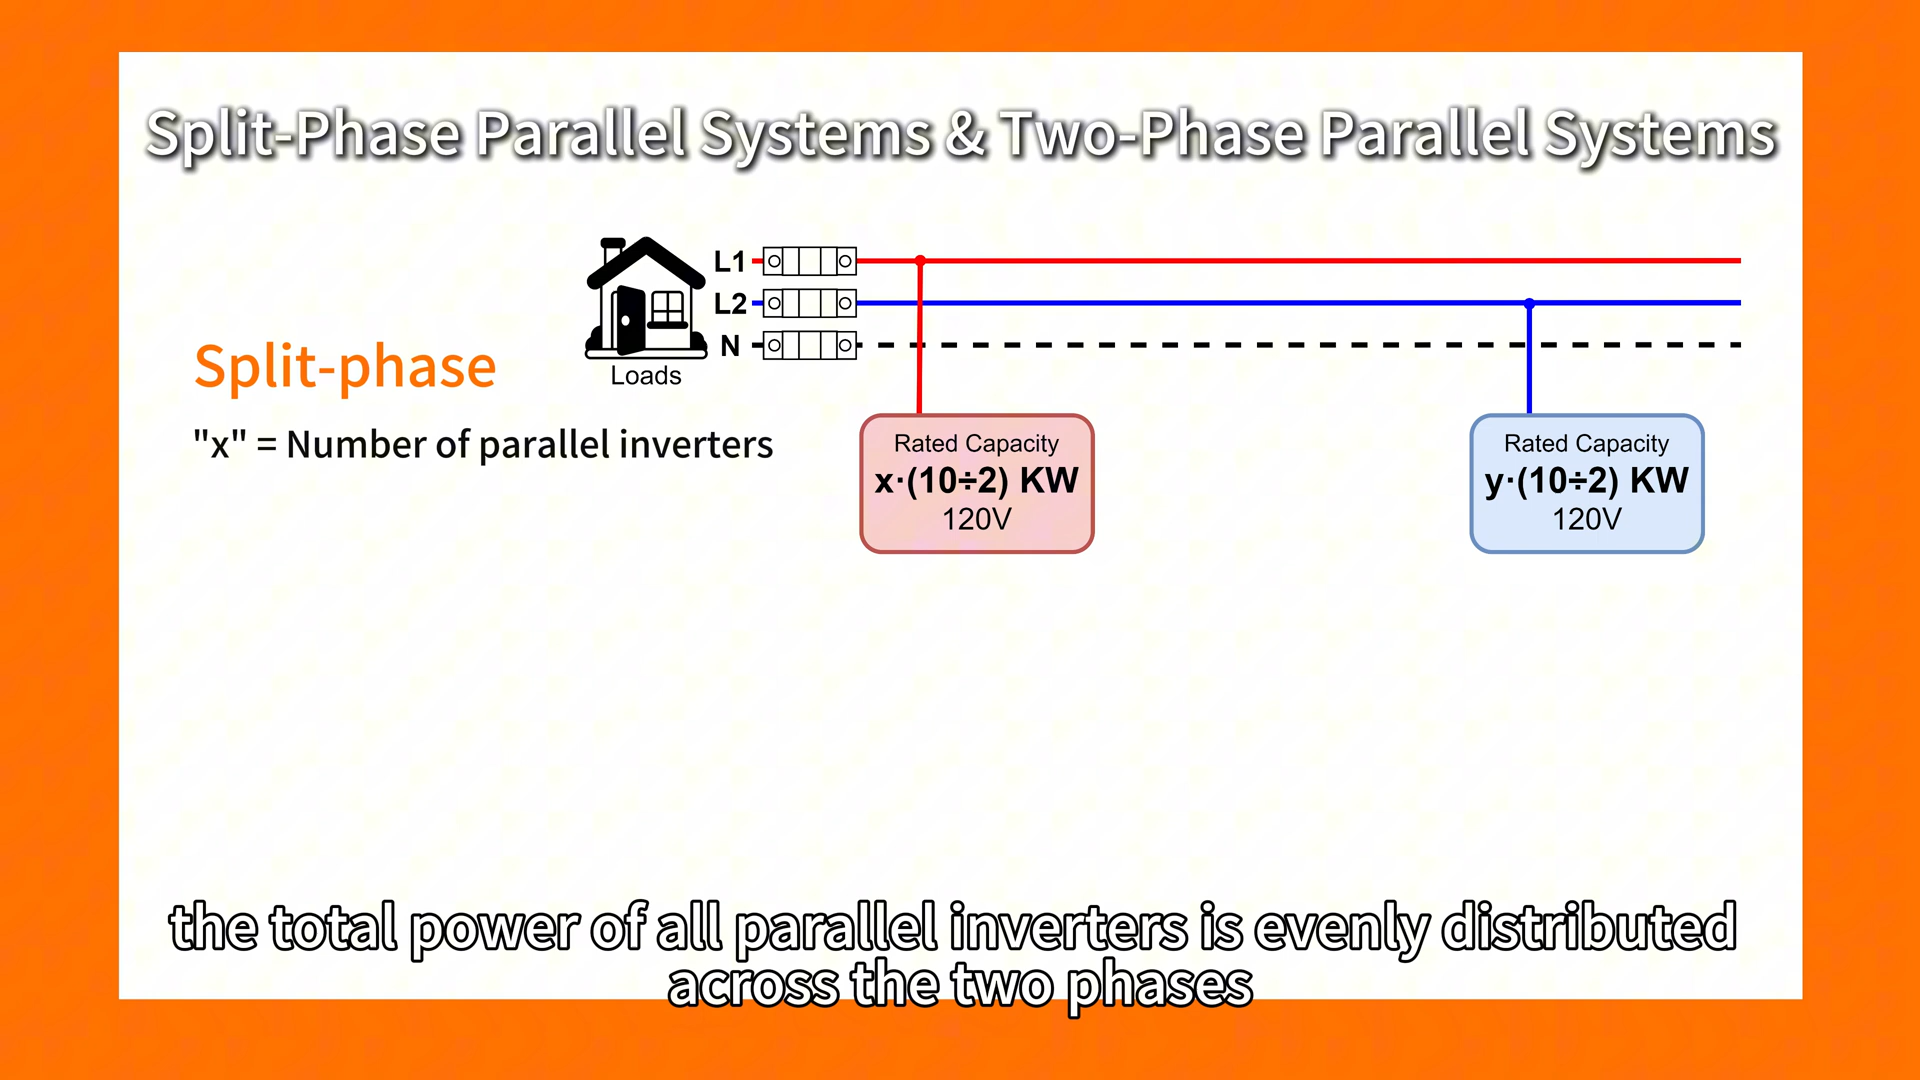 Split-Phase Parallel Systems & Two-Phase Parallel Systems
L1
L2
N
Loads
Split-phase
"x" = Number of parallel inverters
Rated Capacity
x·(10÷2) KW
120V
Rated Capacity
y·(10÷2) KW
120V
the total power of all parallel inverters is evenly distributed
across the two phases